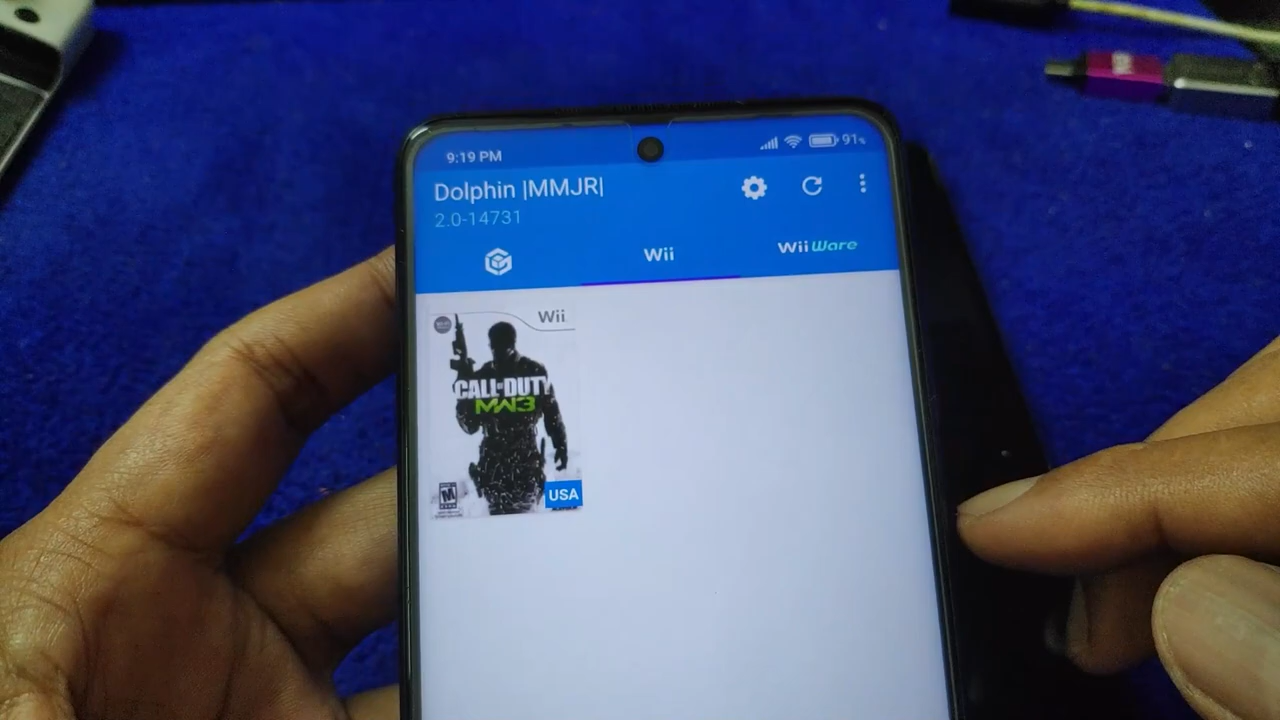 9:19 PM
91%
Dolphin |MMJR|
2.0-14731
Wii
WiiWare
Wii
CALL OF DUTY
MW3
M
USA